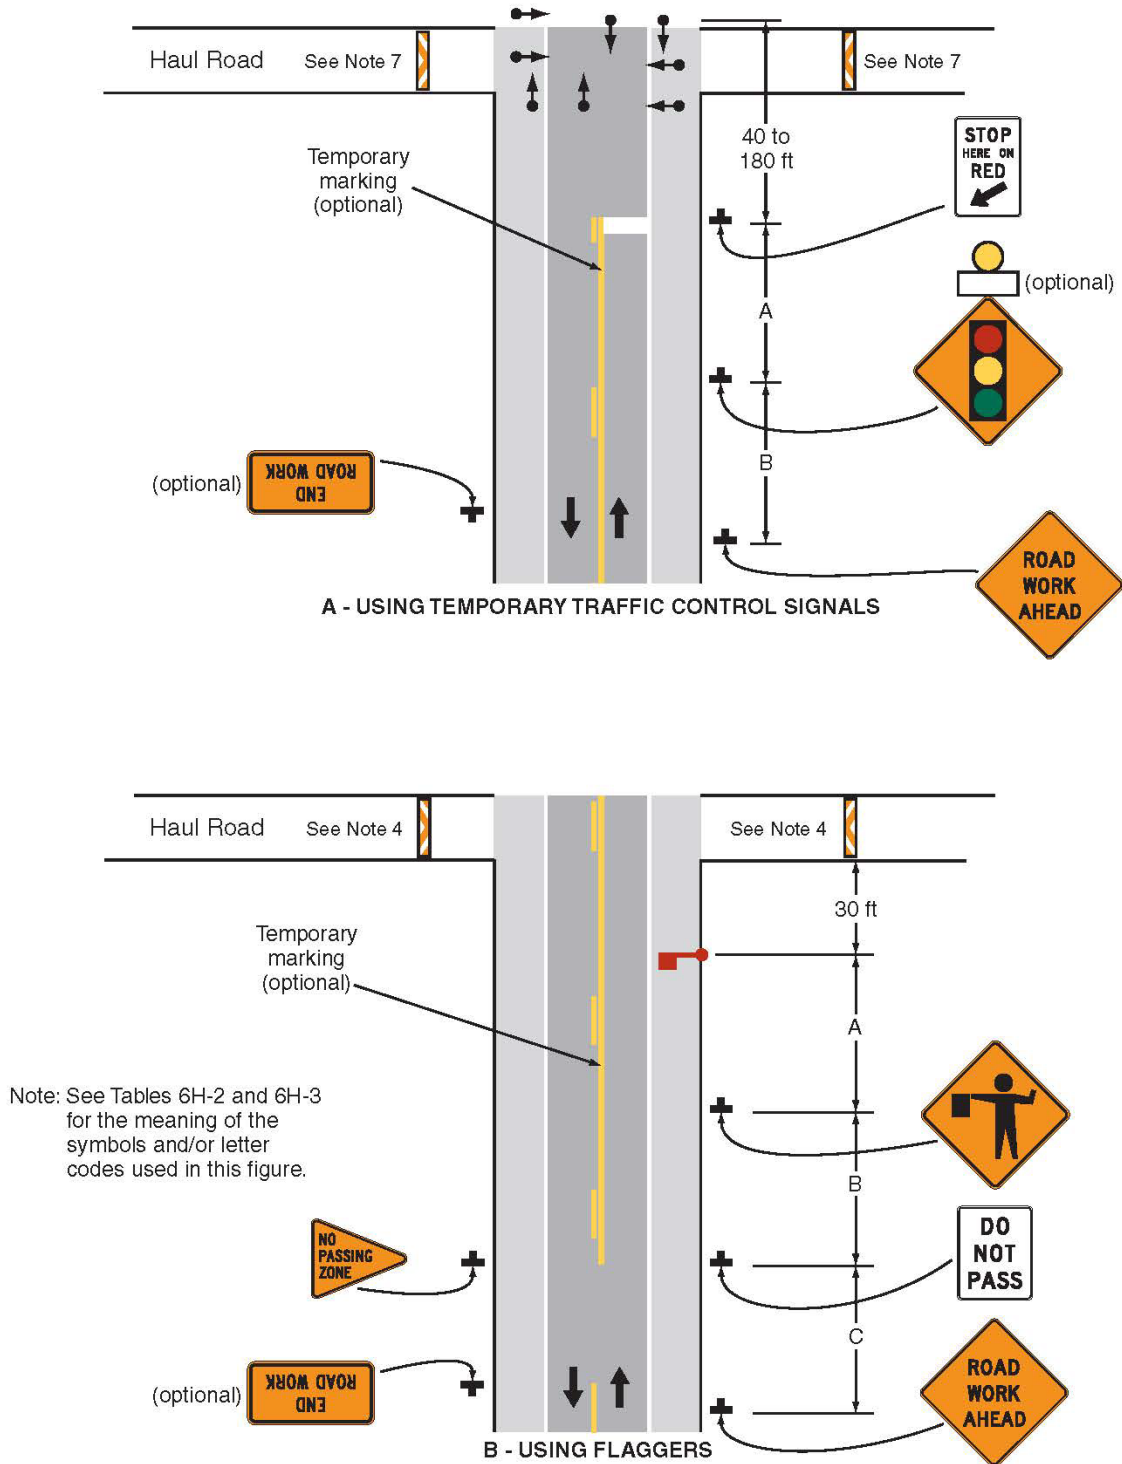 Haul Road
See Note 7
See Note 7
40 to
180 ft
STOP
HERE ON
RED
Temporary
marking
(optional)
(optional)
A
B
(optional)
END
ROAD WORK
ROAD
WORK
AHEAD
A - USING TEMPORARY TRAFFIC CONTROL SIGNALS
Haul Road
See Note 4
See Note 4
30 ft
Temporary
marking
(optional)
A
Note: See Tables 6H-2 and 6H-3
for the meaning of the
symbols and/or letter
codes used in this figure.
B
NO
PASSING
ZONE
DO
NOT
PASS
C
(optional)
END
ROAD WORK
ROAD
WORK
AHEAD
B - USING FLAGGERS